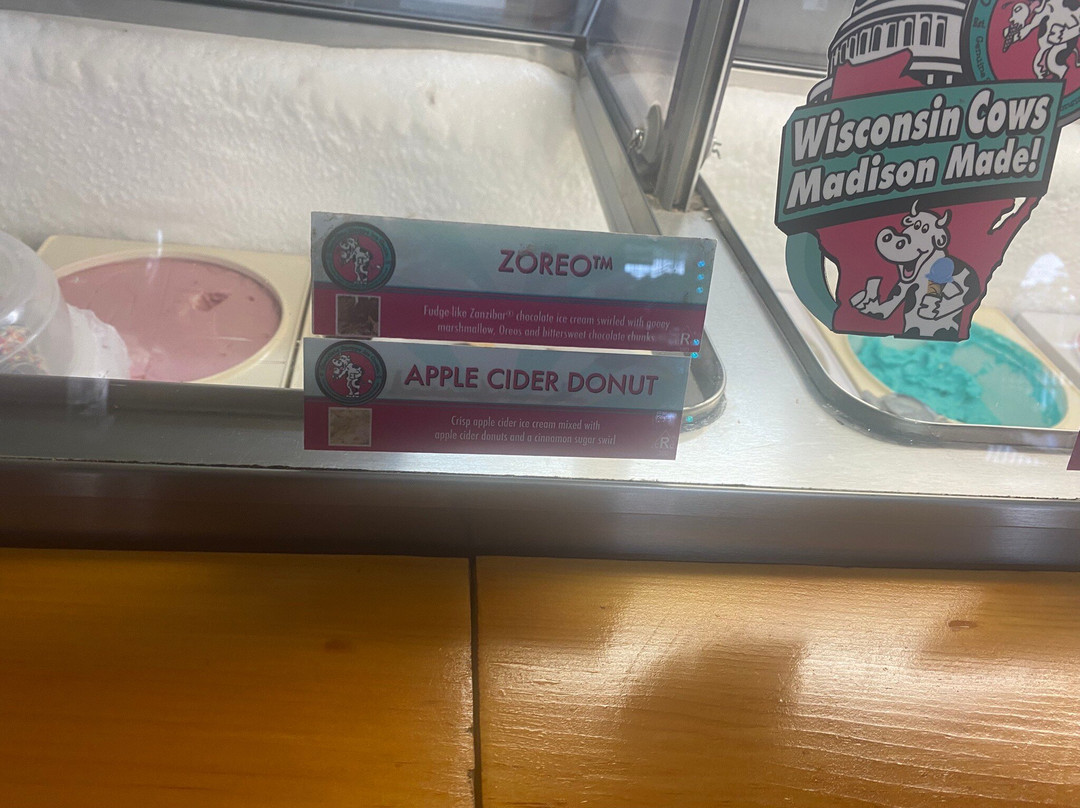 Wisconsin Cows
Madison Made!
ZOREO™
Fudge-like Zanzibar® chocolate ice cream swirled with gooey
marshmallow, Oreos and bittersweet chocolate chunks
R
APPLE CIDER DONUT
Crisp apple cider ice cream mixed with
apple cider donuts and a cinnamon sugar swirl
R